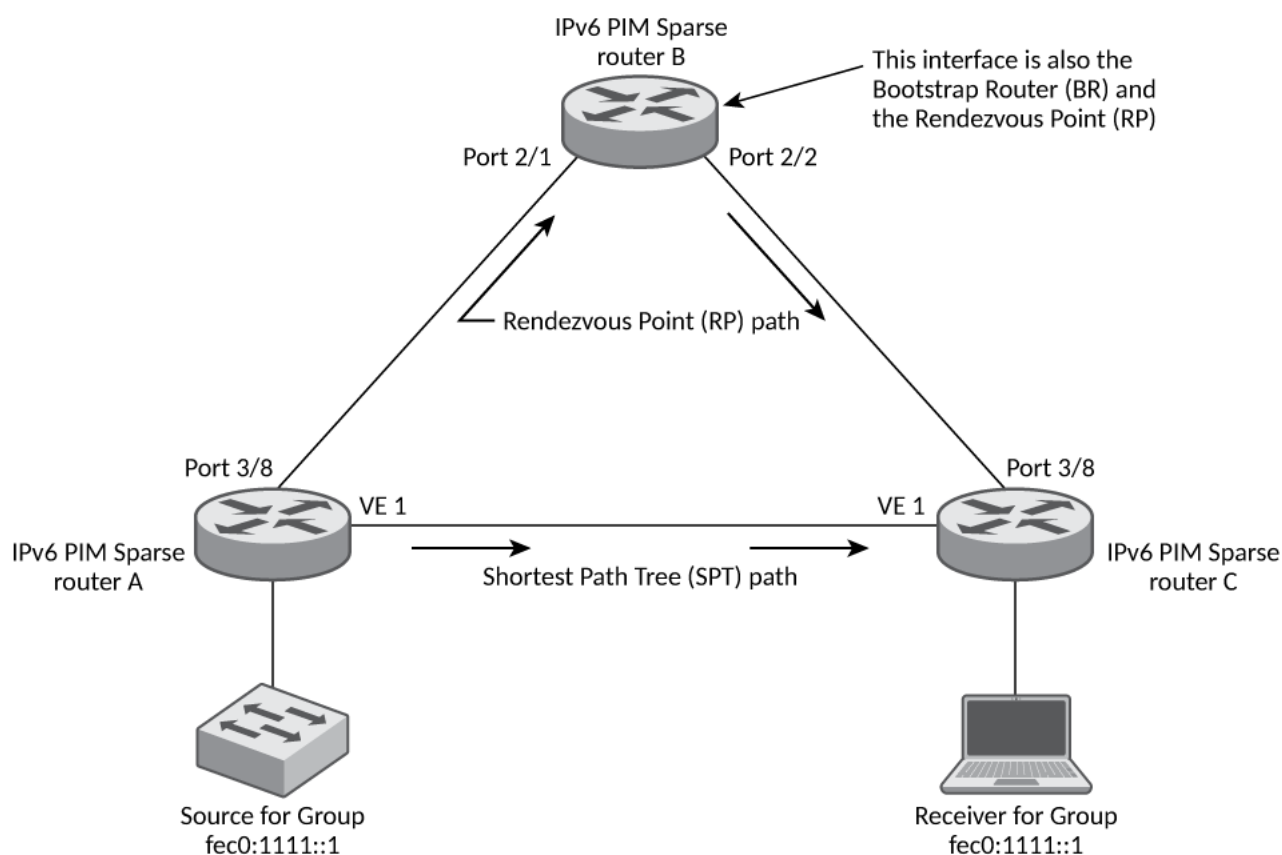 IPv6 PIM Sparse
router B
This interface is also the
Bootstrap Router (BR) and
the Rendezvous Point (RP)
Port 2/1
Port 2/2
Rendezvous Point (RP) path
Port 3/8
Port 3/8
VE 1
VE 1
IPv6 PIM Sparse
router A
Shortest Path Tree (SPT) path
IPv6 PIM Sparse
router C
Source for Group
fec0:1111::1
Receiver for Group
fec0:1111::1